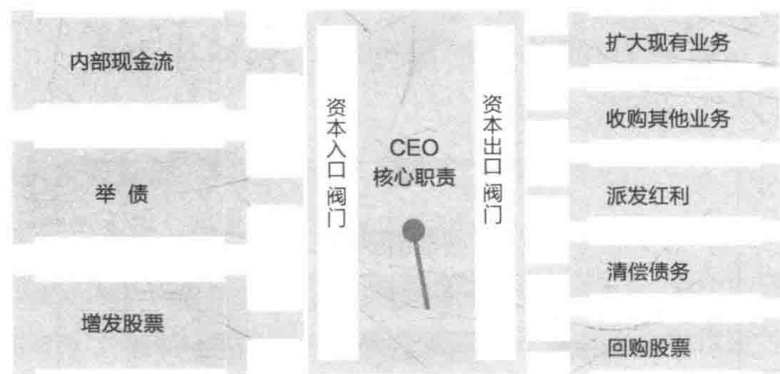 内部现金流
举 债
增发股票
资本入口 阀门
CEO
核心职责
资本出口 阀门
扩大现有业务
收购其他业务
派发红利
清偿债务
回购股票